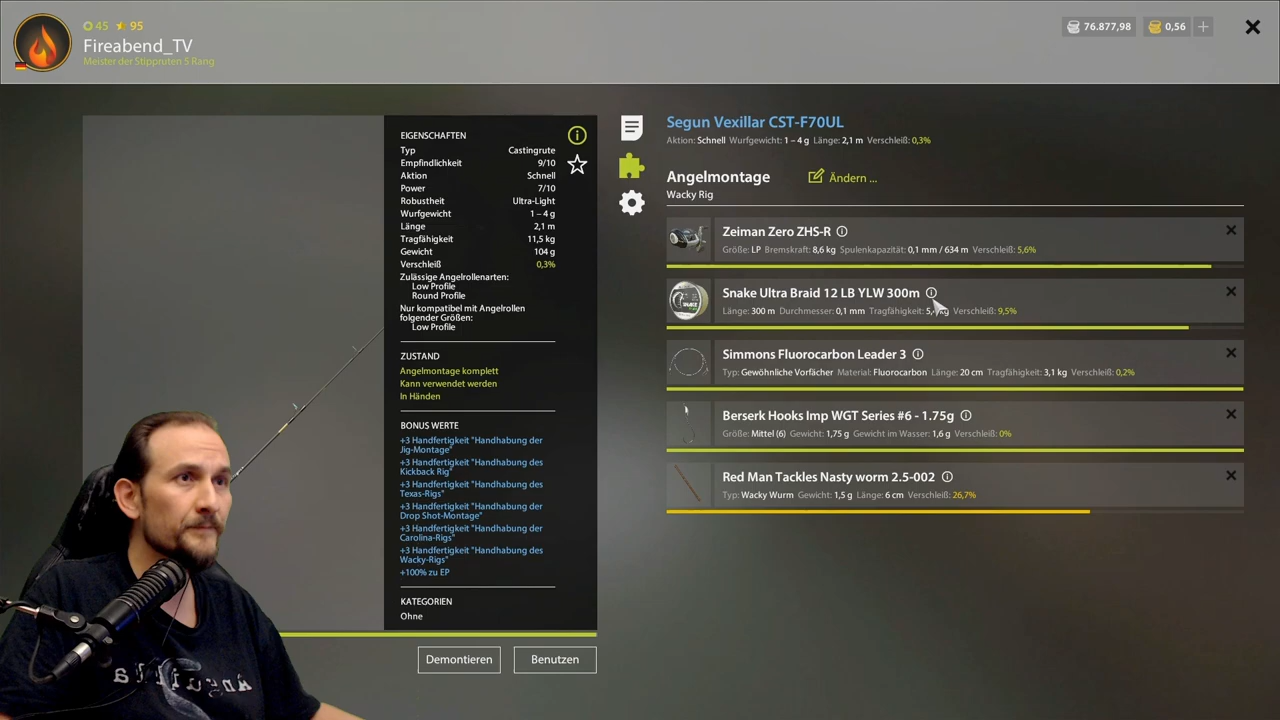 45 95
Fireabend_TV
Meister der Stippruten S Rang
76.877,98 0,56 +
EIGENSCHAFTEN
Typ Castingrute
Empfindlichkeit 9/10
Aktion Schnell
Power 7/10
Robustheit Ultra-Light
Wurfgewicht 1 – 4 g
Länge 2,1 m
Tragfähigkeit 11,5 kg
Gewicht 104 g
Verschleiß 0,3%
Zulässige Angelrollenarten:
Low Profile
Round Profile
Nur kompatibel mit Angelrollen
folgender Größen:
Low Profile
ZUSTAND
Angelmontage komplett
Kann verwendet werden
In Händen
BONUS WERTE
+3 Handfertigkeit "Handhabung der
Jig-Montage"
+3 Handfertigkeit "Handhabung des
Kickback Rig"
+3 Handfertigkeit "Handhabung des
Texas-Rigs"
+3 Handfertigkeit "Handhabung der
Drop Shot-Montage"
+3 Handfertigkeit "Handhabung der
Carolina-Rigs"
+3 Handfertigkeit "Handhabung des
Wacky-Rigs"
+100% zu EP
KATEGORIEN
Ohne
Demontieren Benutzen
Segun Vexillar CST-F70UL
Aktion: Schnell Wurfgewicht: 1 – 4 g Länge: 2,1 m Verschleiß: 0,3%
Angelmontage Ändern ...
Wacky Rig
Zeiman Zero ZHS-R
Größe: LP Bremskraft: 8,6 kg Spulenkapazität: 0,1 mm / 634 m Verschleiß: 5,6%
Snake Ultra Braid 12 LB YLW 300m
Länge: 300 m Durchmesser: 0,1 mm Tragfähigkeit: Verschleiß: 9,5%
Simmons Fluorocarbon Leader 3
Typ: Gewöhnliche Vorfächer Material: Fluorocarbon Länge: 20 cm Tragfähigkeit: 3,1 kg Verschleiß: 0,2%
Berserk Hooks Imp WGT Series #6 - 1.75g
Größe: Mittel (6) Gewicht: 1,75 g Gewicht im Wasser: 1,6 g Verschleiß: 0%
Red Man Tackles Nasty worm 2.5-002
Typ: Wacky Wurm Gewicht: 1,5 g Länge: 6 cm Verschleiß: 26,7%